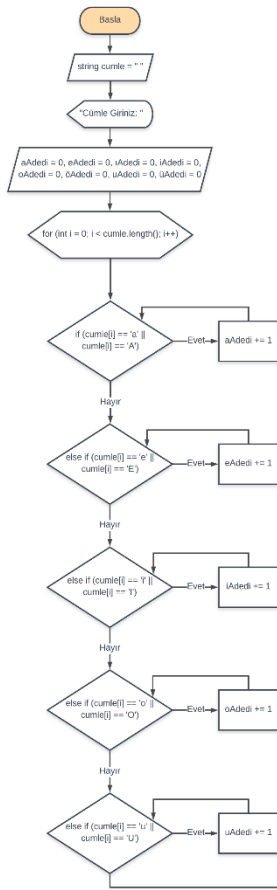 Basla
string cumle = " "
"Cümle Giriniz: "
aAdedi = 0, eAdedi = 0, ıAdedi = 0, iAdedi = 0,
oAdedi = 0, öAdedi = 0, uAdedi = 0, üAdedi = 0
for (int i = 0; i < cumle.length(); i++)
if (cumle[i] == 'a' ||
cumle[i] == 'A')
Evet
aAdedi += 1
Hayır
else if (cumle[i] == 'e' ||
cumle[i] == 'E')
Evet
eAdedi += 1
Hayır
else if (cumle[i] == 'i' ||
cumle[i] == 'I')
Evet
iAdedi += 1
Hayır
else if (cumle[i] == 'o' ||
cumle[i] == 'O')
Evet
oAdedi += 1
Hayır
else if (cumle[i] == 'u' ||
cumle[i] == 'U')
Evet
uAdedi += 1